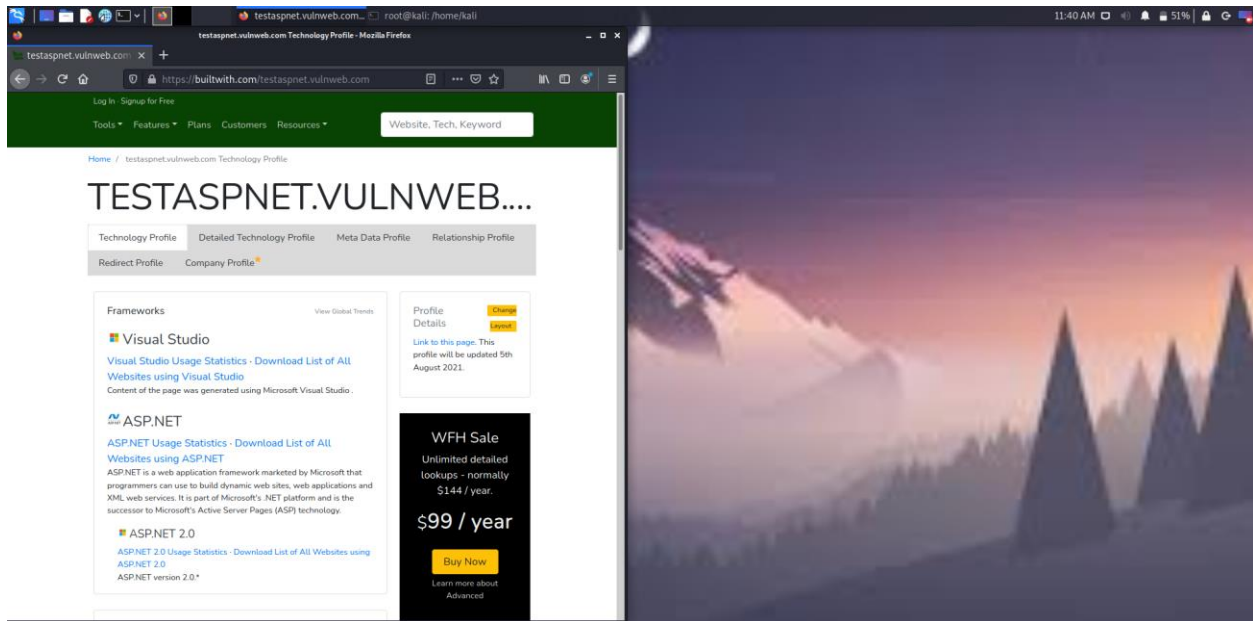 testaspnet.vulnweb.com...
root@kali: /home/kali
11:40 AM
51%
testaspnet.vulnweb.com Technology Profile - Mozilla Firefox
testaspnet.vulnweb.com
https://builtwith.com/testaspnet.vulnweb.com
Log In · Signup for Free
Tools Features Plans Customers Resources
Website, Tech, Keyword
Home / testaspnet.vulnweb.com Technology Profile
TESTASPNET.VULNWEB....
Technology Profile Detailed Technology Profile Meta Data Profile Relationship Profile
Redirect Profile Company Profile
Frameworks
View Global Trends
Visual Studio
Visual Studio Usage Statistics · Download List of All
Websites using Visual Studio
Content of the page was generated using Microsoft Visual Studio .
ASP.NET
ASP.NET Usage Statistics · Download List of All
Websites using ASP.NET
ASP.NET is a web application framework marketed by Microsoft that
programmers can use to build dynamic web sites, web applications and
XML web services. It is part of Microsoft's .NET platform and is the
successor to Microsoft's Active Server Pages (ASP) technology.
ASP.NET 2.0
ASP.NET 2.0 Usage Statistics · Download List of All Websites using
ASP.NET 2.0
ASP.NET version 2.0.*
Profile
Details
Change
Layout
Link to this page. This
profile will be updated 5th
August 2021.
WFH Sale
Unlimited detailed
lookups - normally
$144 / year.
$99 / year
Buy Now
Learn more about
Advanced